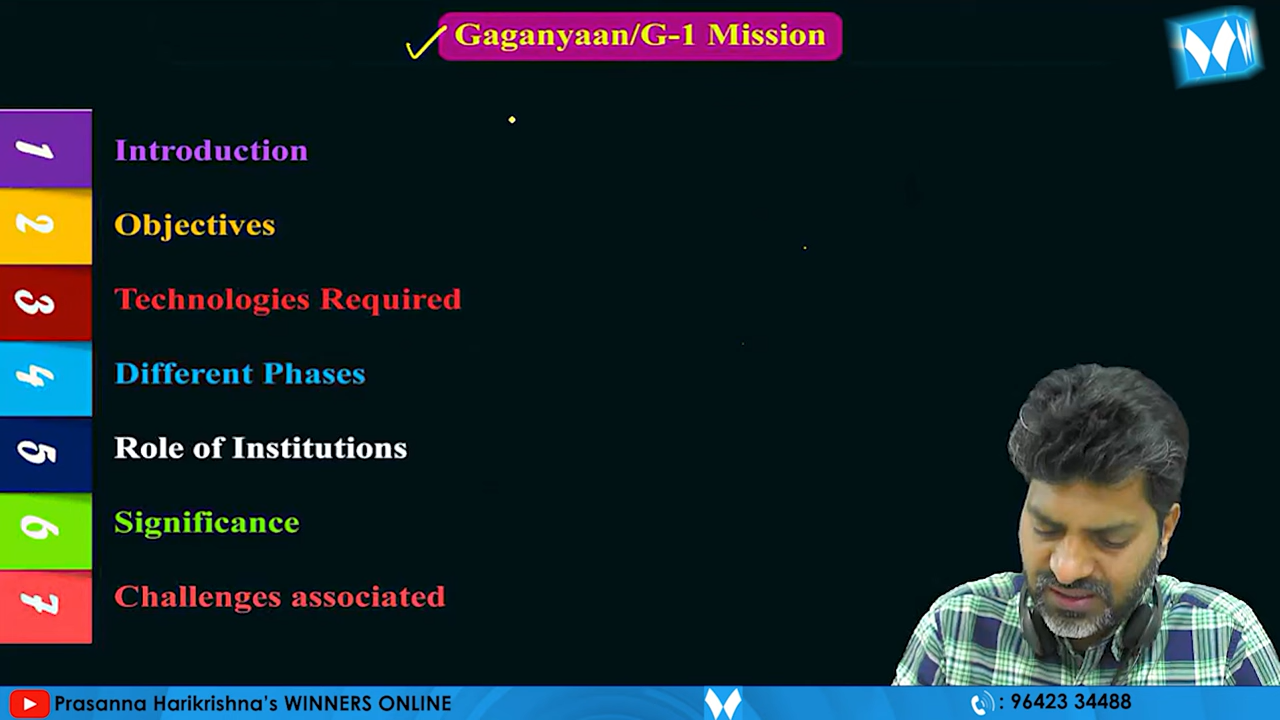 Gaganyaan/G-1 Mission
1 Introduction
2 Objectives
3 Technologies Required
4 Different Phases
5 Role of Institutions
6 Significance
7 Challenges associated
Prasanna Harikrishna's WINNERS ONLINE
: 96423 34488